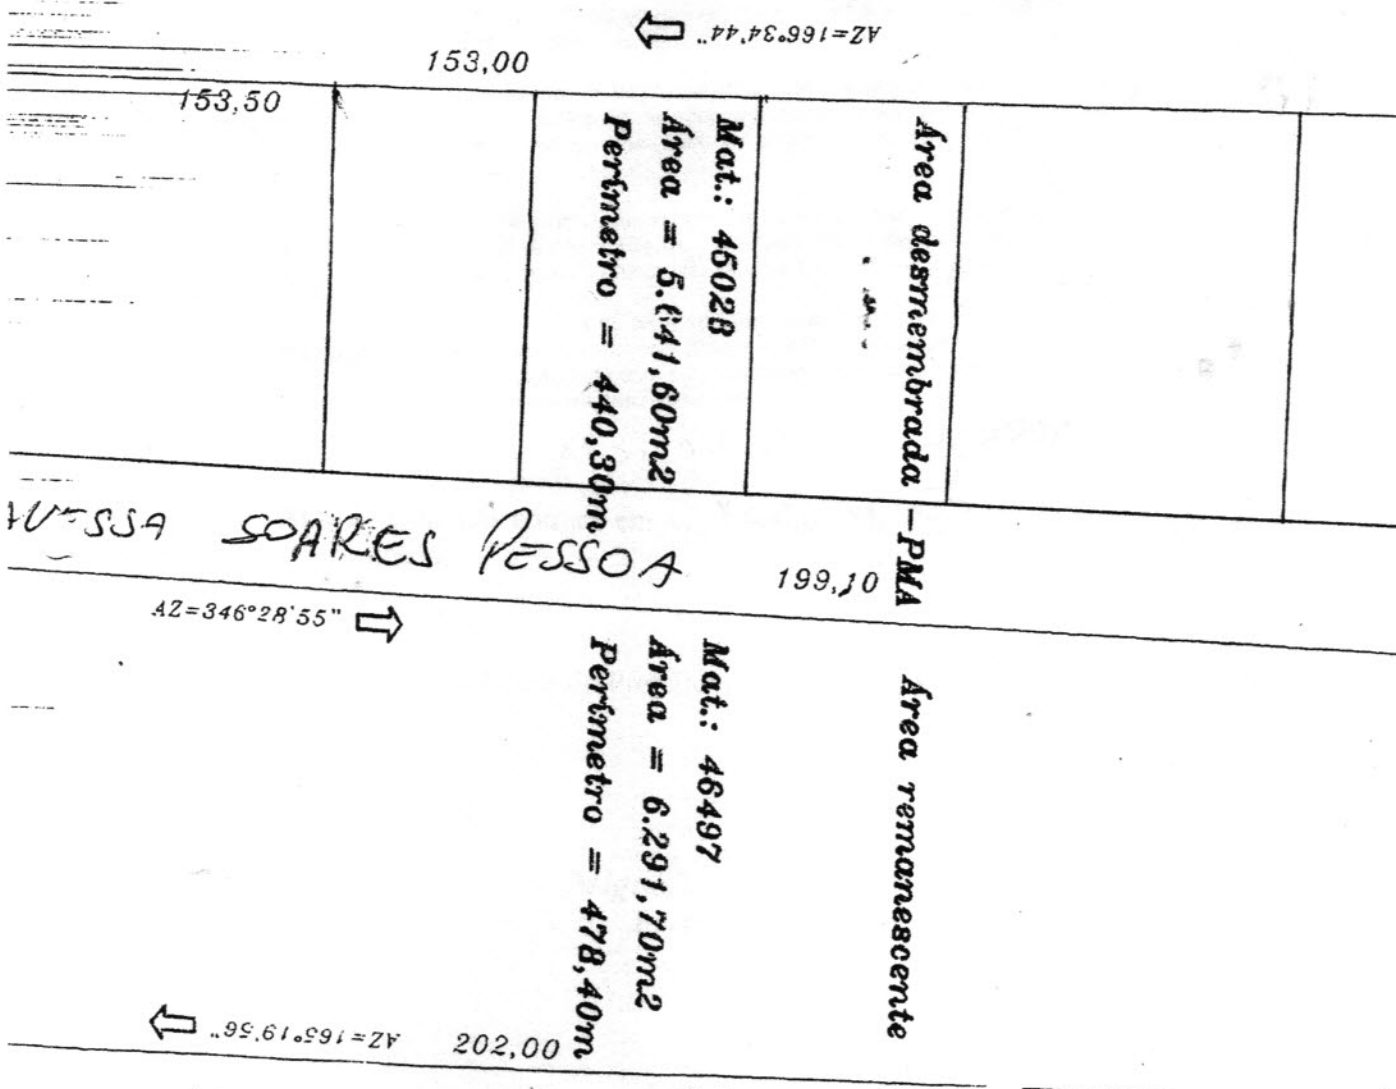 AZ=166°34'44"
153,00
153,50
Área desmembrada -PMA
Mat.: 45028
Área = 5.641,60m2
Perímetro = 440,30m
SOARES PESSOA
199,10
AZ=346°28'55"
Área remanescente
Mat.: 46497
Área = 6.291,70m2
Perímetro = 478,40m
AZ=165°19'56"
202,00